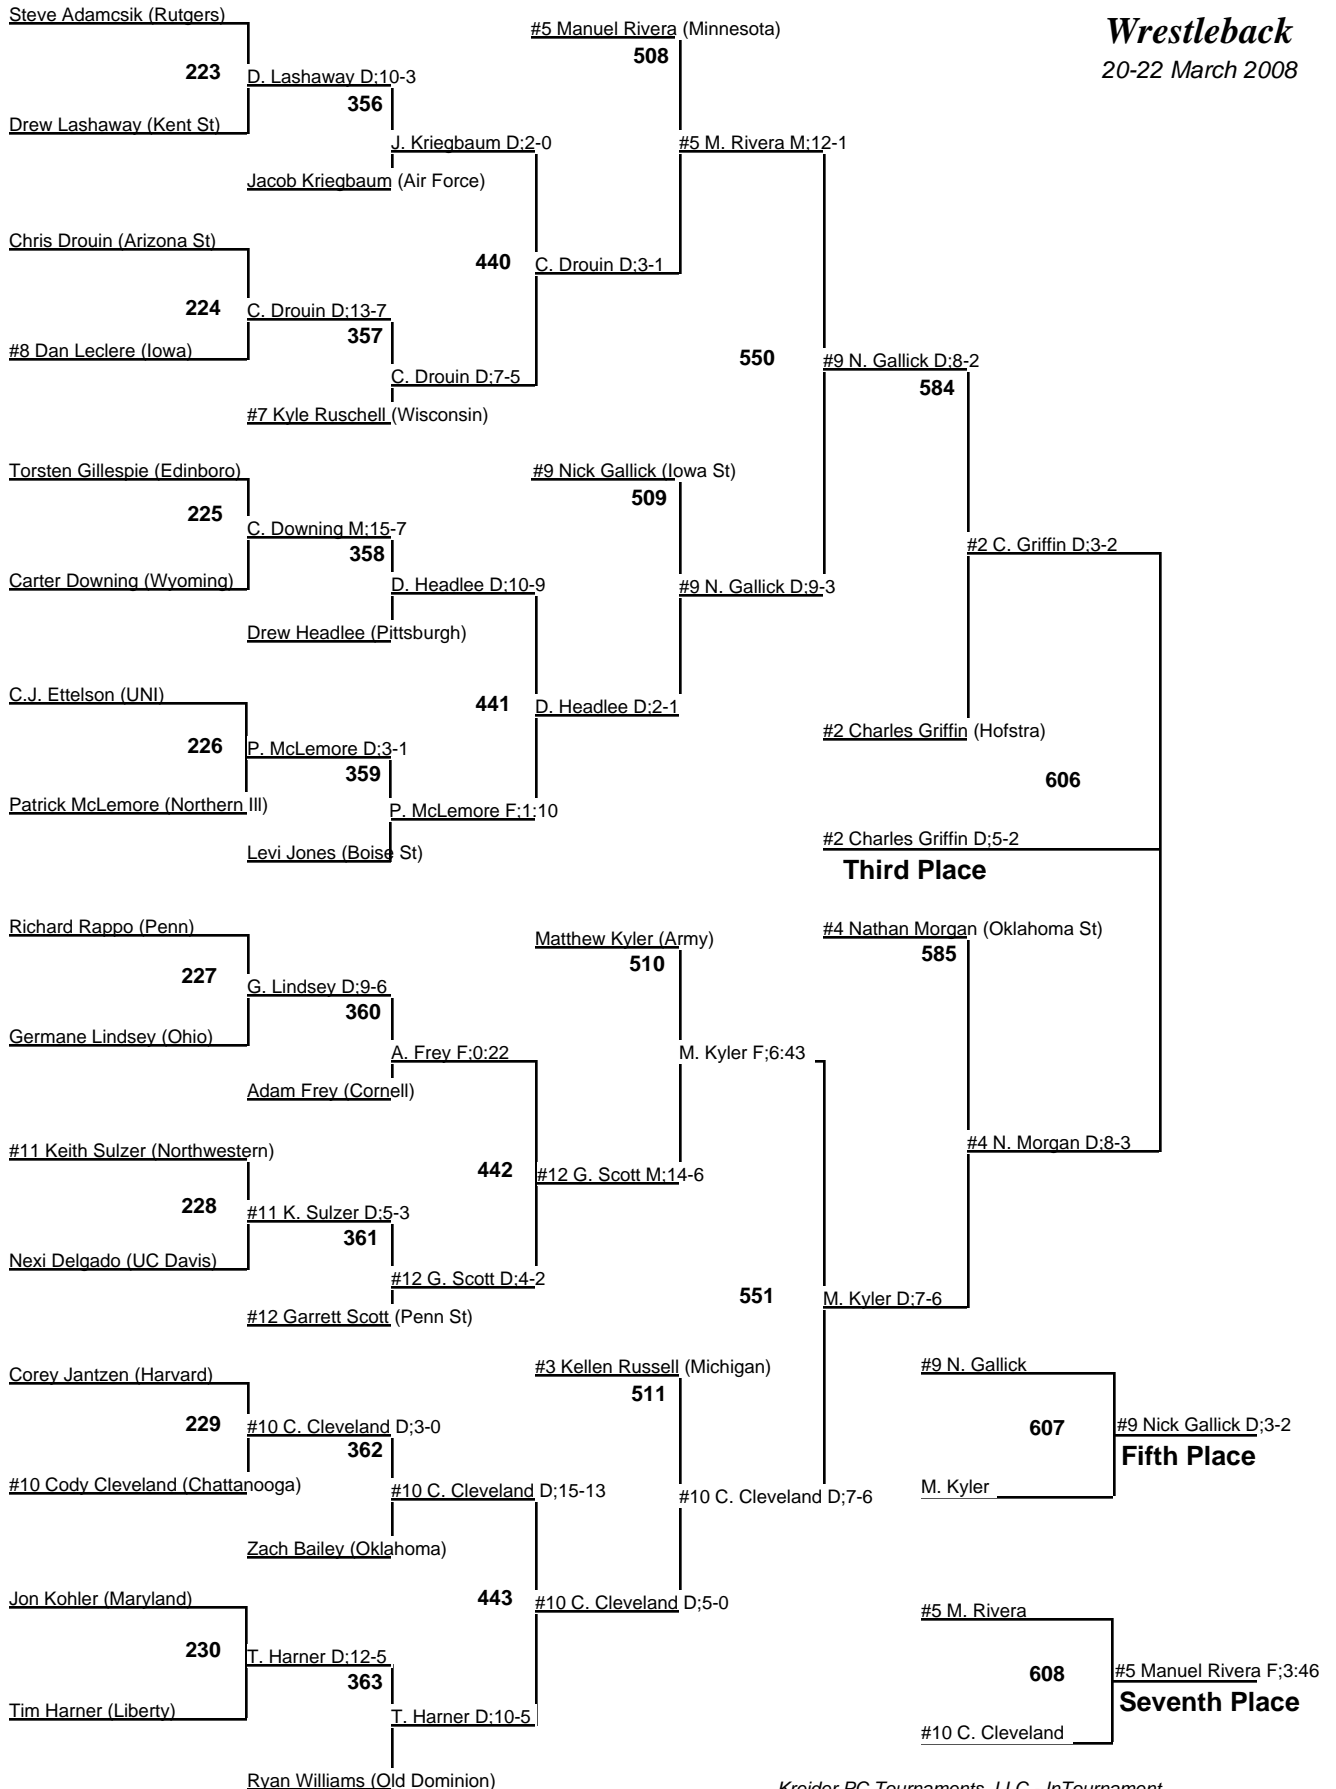 Wrestleback
20-22 March 2008
Steve Adamcsik (Rutgers)
223
D. Lashaway D;10-3
356
Drew Lashaway (Kent St)
J. Kriegbaum D;2-0
Jacob Kriegbaum (Air Force)
Chris Drouin (Arizona St)
440
C. Drouin D;3-1
224
C. Drouin D;13-7
357
#8 Dan Leclere (Iowa)
C. Drouin D;7-5
#7 Kyle Ruschell (Wisconsin)
#5 Manuel Rivera (Minnesota)
508
#5 M. Rivera M;12-1
550
#9 N. Gallick D;8-2
584
Torsten Gillespie (Edinboro)
225
C. Downing M;15-7
358
Carter Downing (Wyoming)
D. Headlee D;10-9
Drew Headlee (Pittsburgh)
#9 Nick Gallick (Iowa St)
509
#9 N. Gallick D;9-3
C.J. Ettelson (UNI)
441
D. Headlee D;2-1
226
P. McLemore D;3-1
359
Patrick McLemore (Northern Ill)
P. McLemore F;1:10
Levi Jones (Boise St)
#2 C. Griffin D;3-2
#2 Charles Griffin (Hofstra)
606
#2 Charles Griffin D;5-2
Third Place
Richard Rappo (Penn)
227
G. Lindsey D;9-6
360
Germane Lindsey (Ohio)
A. Frey F;0:22
Adam Frey (Cornell)
Matthew Kyler (Army)
510
M. Kyler F;6:43
#4 Nathan Morgan (Oklahoma St)
585
#4 N. Morgan D;8-3
#11 Keith Sulzer (Northwestern)
442
#12 G. Scott M;14-6
228
#11 K. Sulzer D;5-3
361
Nexi Delgado (UC Davis)
#12 G. Scott D;4-2
#12 Garrett Scott (Penn St)
551
M. Kyler D;7-6
Corey Jantzen (Harvard)
229
#10 C. Cleveland D;3-0
362
#10 Cody Cleveland (Chattanooga)
#10 C. Cleveland D;15-13
Zach Bailey (Oklahoma)
#3 Kellen Russell (Michigan)
511
#10 C. Cleveland D;7-6
#9 N. Gallick
607
#9 Nick Gallick D;3-2
Fifth Place
M. Kyler
Jon Kohler (Maryland)
443
#10 C. Cleveland D;5-0
230
T. Harner D;12-5
363
Tim Harner (Liberty)
T. Harner D;10-5
Ryan Williams (Old Dominion)
#5 M. Rivera
608
#5 Manuel Rivera F;3:46
Seventh Place
#10 C. Cleveland
Kreider PC Tournaments, LLC - InTournament